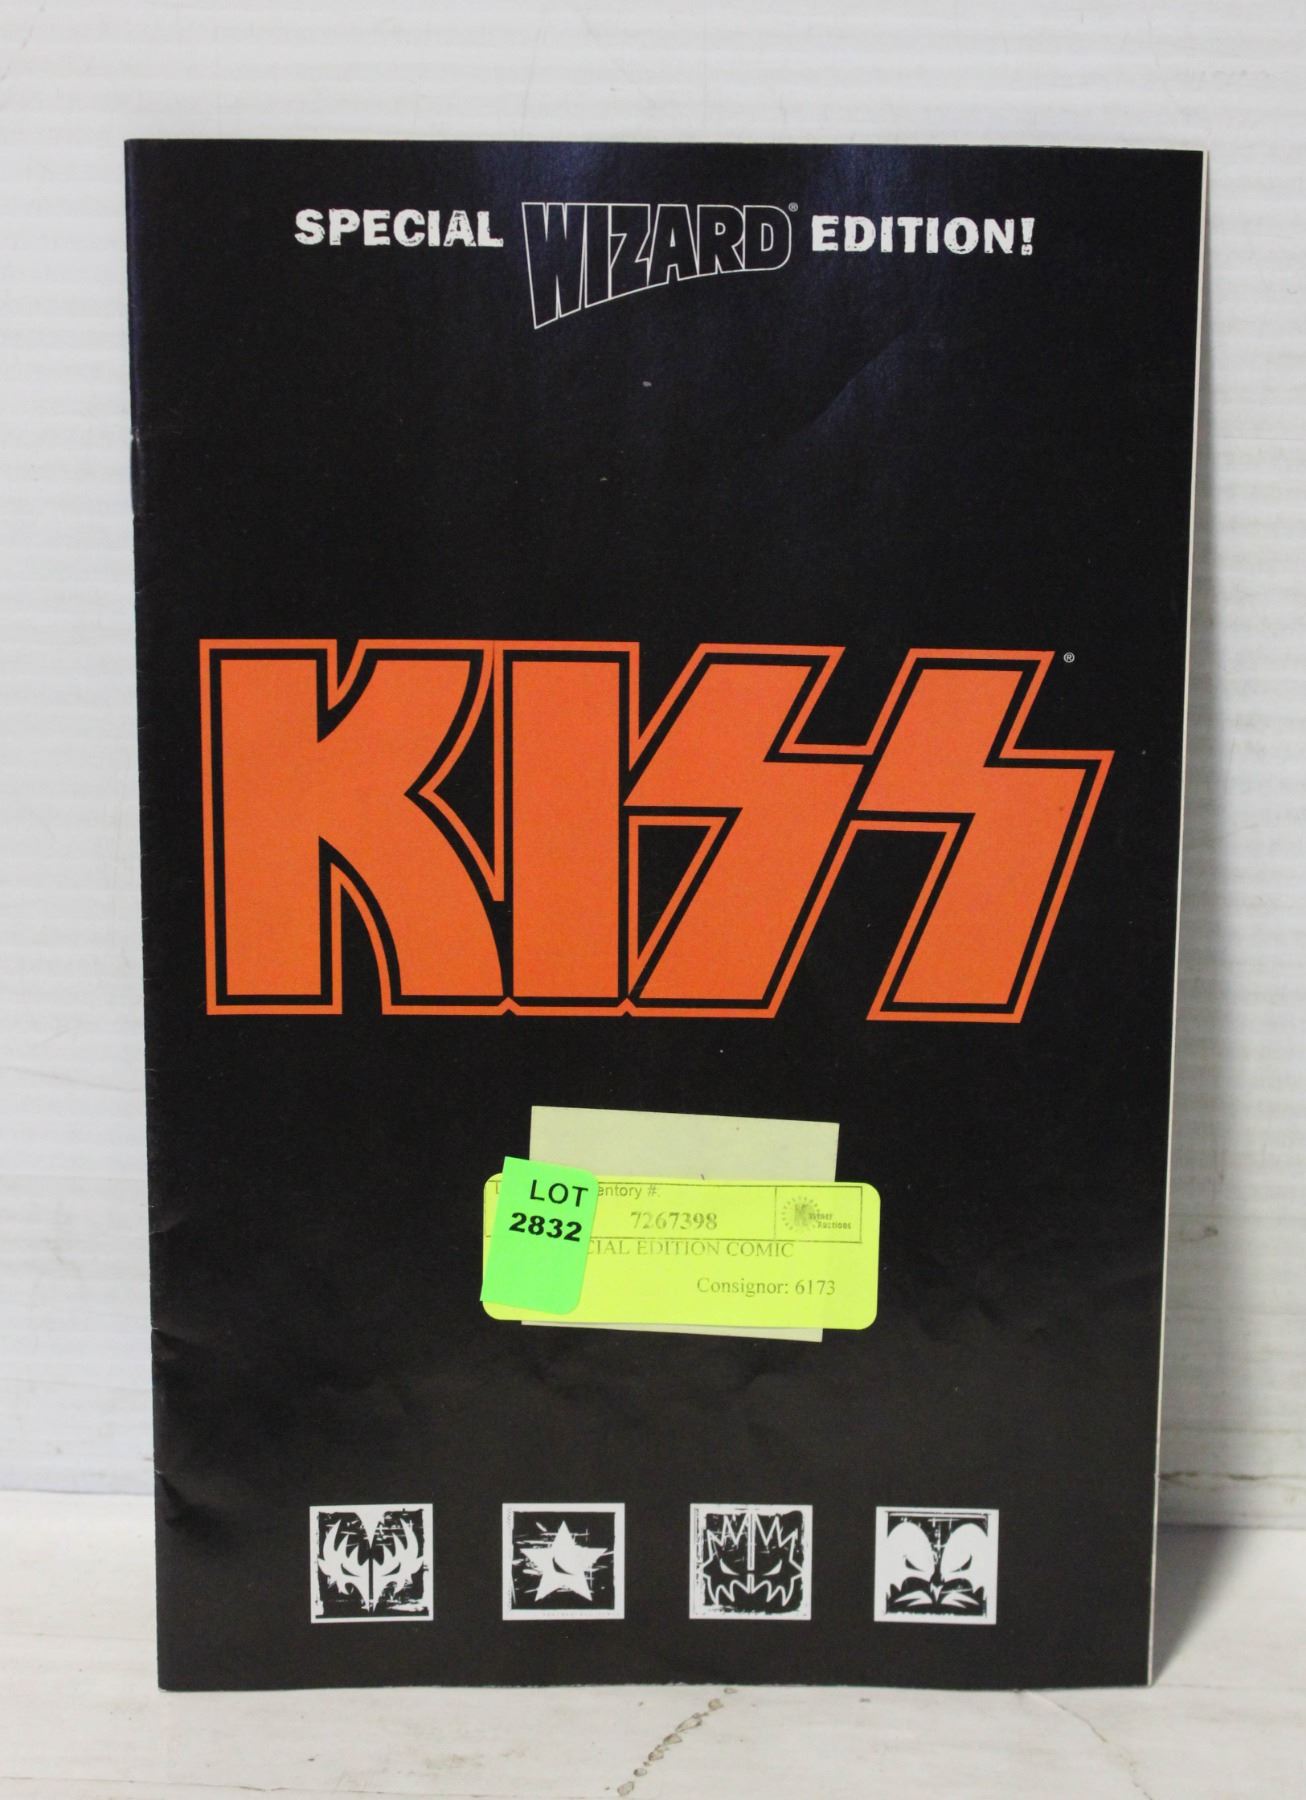 SPECIAL WIZARD® EDITION!
KISS®
LOT
2832
entory #:
7267398
CIAL EDITION COMIC
Consignor: 6173